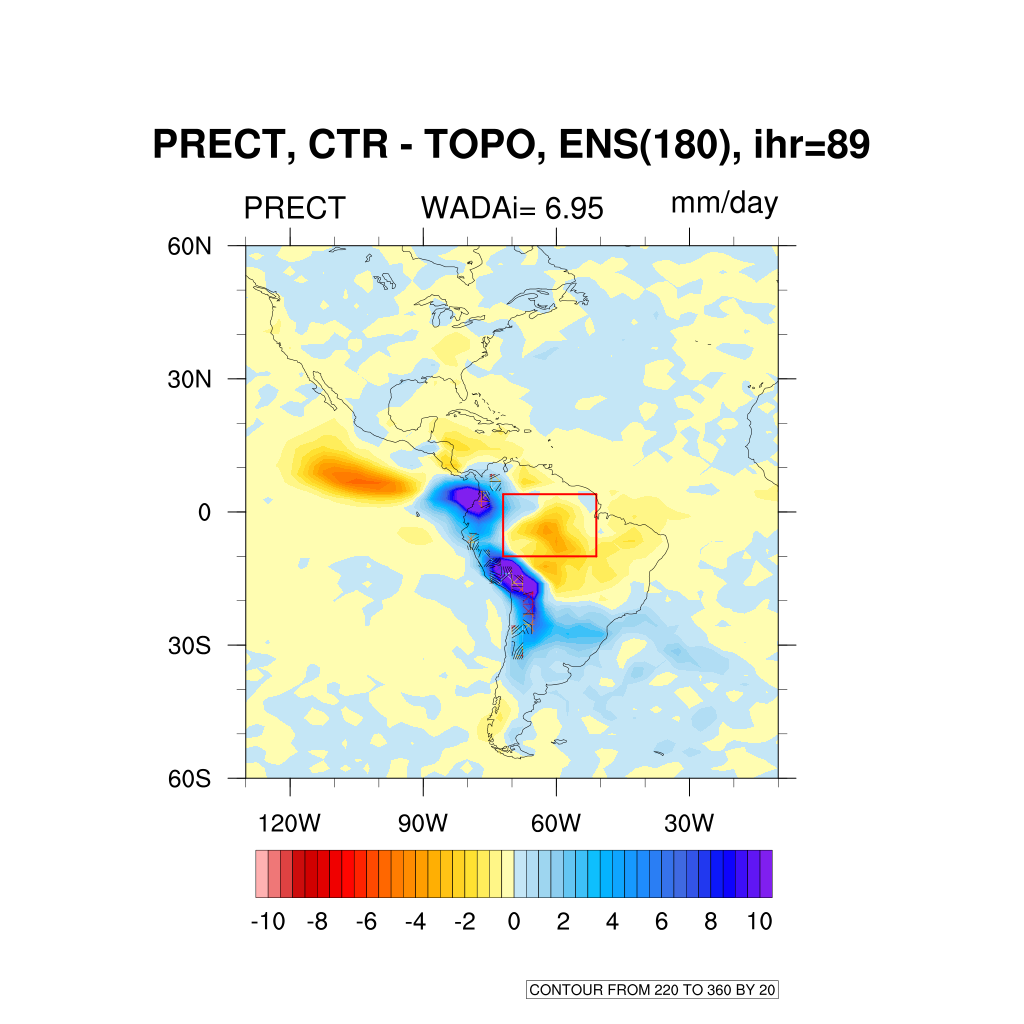 PRECT, CTR - TOPO, ENS(180), ihr=89
PRECT WADAi= 6.95 mm/day
60N
30N
0
30S
60S
120W 90W 60W 30W
-10 -8 -6 -4 -2 0 2 4 6 8 10
CONTOUR FROM 220 TO 360 BY 20